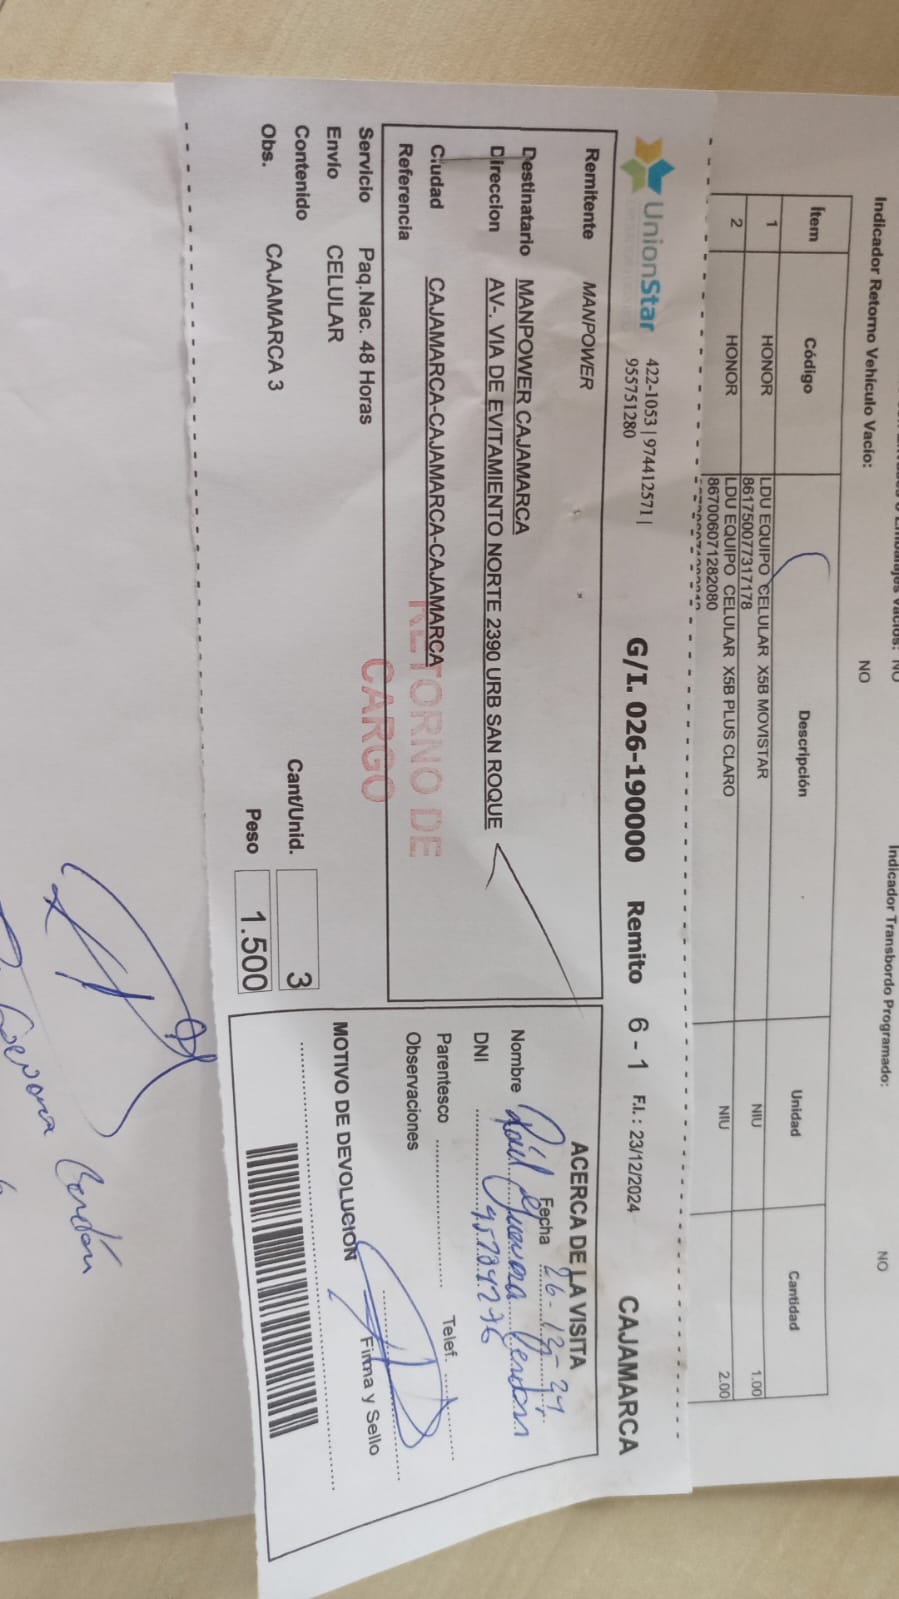 Indicador Transbordo Programado: NO
Indicador Retorno Vehículo Vacío: NO
Ítem Código Descripción Unidad Cantidad
1 HONOR LDU EQUIPO CELULAR X5B MOVISTAR NIU 1.00
861750077317178
2 HONOR LDU EQUIPO CELULAR X5B PLUS CLARO NIU 2.00
867006071282080
UnionStar
422-1053 | 974412571 |
955751280
G/I. 026-190000 Remito 6 - 1 F.I.: 23/12/2024 CAJAMARCA
Remitente MANPOWER
Destinatario MANPOWER CAJAMARCA
Direccion AV-. VIA DE EVITAMIENTO NORTE 2390 URB SAN ROQUE
Ciudad CAJAMARCA-CAJAMARCA-CAJAMARCA
Referencia
RETORNO DE
CARGO
Servicio Paq.Nac. 48 Horas
Envío CELULAR
Contenido
Obs. CAJAMARCA 3
Cant/Unid. 3
Peso 1.500
ACERCA DE LA VISITA
Fecha 26-12-24
Nombre
DNI
Parentesco Telef.
Observaciones
Firma y Sello
MOTIVO DE DEVOLUCION